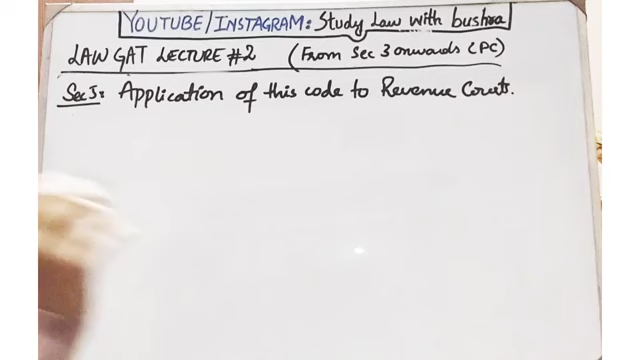 YOUTUBE/INSTAGRAM: Study Law with bushra
LAW GAT LECTURE #2 (From Sec 3 onwards CPC)
Sec 5: Application of this code to Revenue Courts.